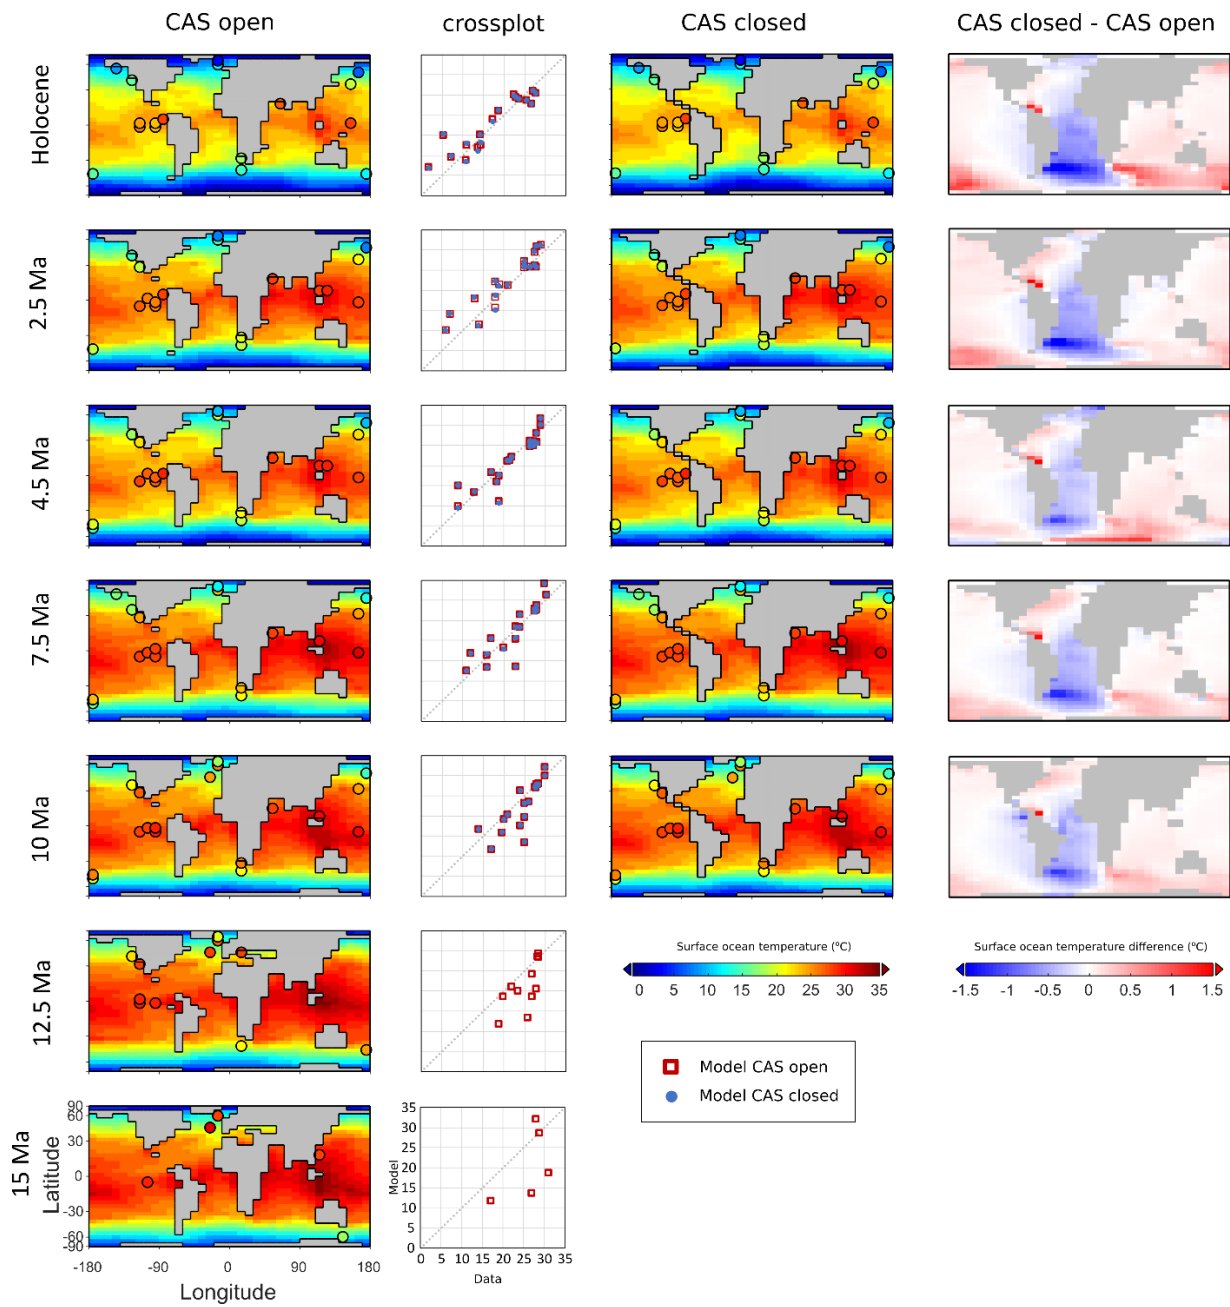 CAS open
crossplot
CAS closed
CAS closed - CAS open
Holocene
2.5 Ma
4.5 Ma
7.5 Ma
10 Ma
12.5 Ma
Surface ocean temperature (°C)
0 5 10 15 20 25 30 35
Surface ocean temperature difference (°C)
-1.5 -1 -0.5 0 0.5 1 1.5
Model CAS open
Model CAS closed
15 Ma
Latitude
90
60
30
0
-30
-60
-90
-180 -90 0 90 180
Longitude
Model
35
30
25
20
15
10
5
0
0 5 10 15 20 25 30 35
Data